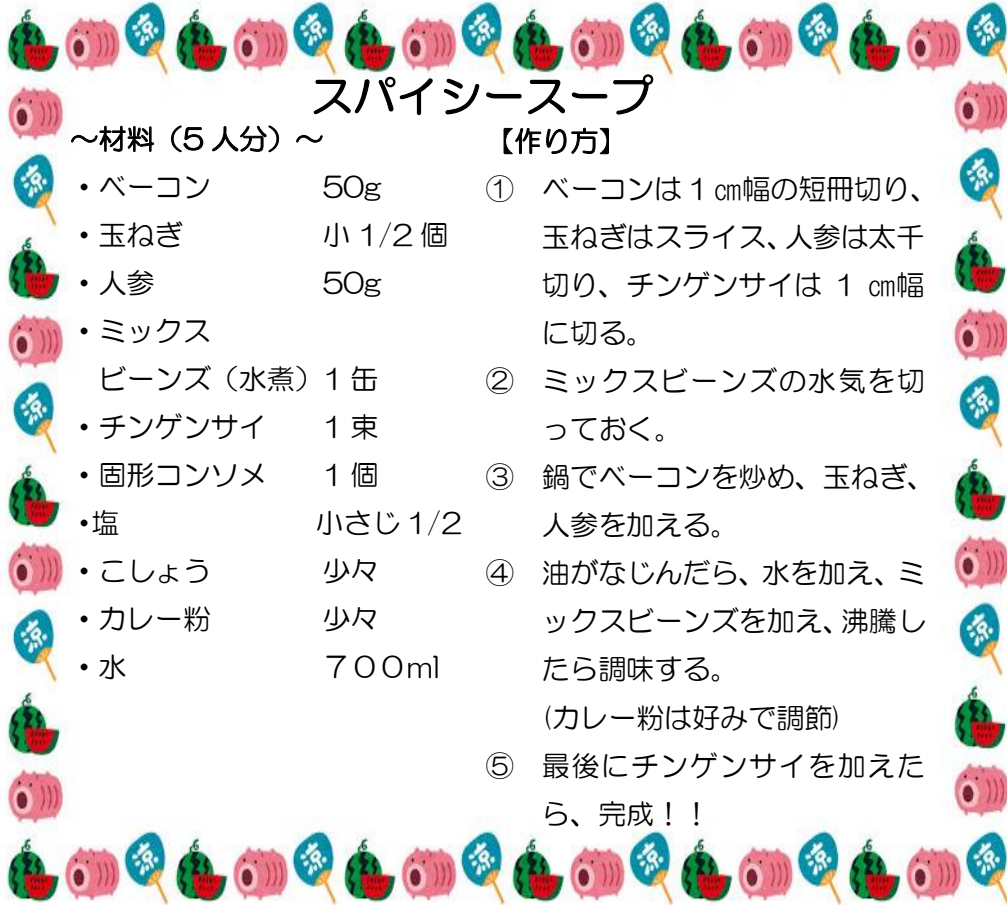 スパイシースープ
～材料（5人分）～
・ベーコン 50g
・玉ねぎ 小1/2個
・人参 50g
・ミックス
ビーンズ（水煮）1缶
・チンゲンサイ 1束
・固形コンソメ 1個
・塩 小さじ1/2
・こしょう 少々
・カレー粉 少々
・水 700ml
【作り方】
① ベーコンは1㎝幅の短冊切り、
玉ねぎはスライス、人参は太千
切り、チンゲンサイは 1 ㎝幅
に切る。
② ミックスビーンズの水気を切
っておく。
③ 鍋でベーコンを炒め、玉ねぎ、
人参を加える。
④ 油がなじんだら、水を加え、ミ
ックスビーンズを加え、沸騰し
たら調味する。
(カレー粉は好みで調節)
⑤ 最後にチンゲンサイを加えた
ら、完成！！
涼